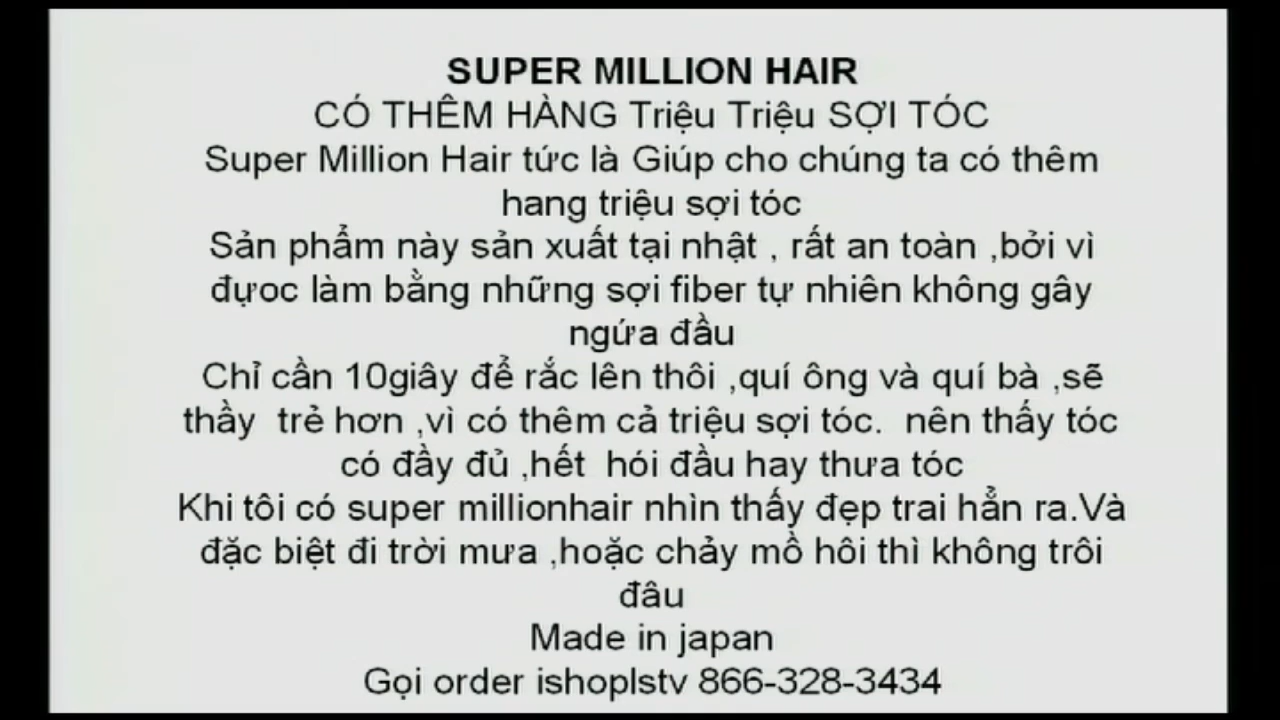 SUPER MILLION HAIR
CÓ THÊM HÀNG Triệu Triệu SỢI TÓC
Super Million Hair tức là Giúp cho chúng ta có thêm
hang triệu sợi tóc
Sản phẩm này sản xuất tại nhật , rất an toàn ,bởi vì
đựoc làm bằng những sợi fiber tự nhiên không gây
ngứa đầu
Chỉ cần 10giây để rắc lên thôi ,quí ông và quí bà ,sẽ
thầy  trẻ hơn ,vì có thêm cả triệu sợi tóc.  nên thấy tóc
có đầy đủ ,hết  hói đầu hay thưa tóc
Khi tôi có super millionhair nhìn thấy đẹp trai hẳn ra.Và
đặc biệt đi trời mưa ,hoặc chảy mồ hôi thì không trôi
đâu
Made in japan
Gọi order ishoplstv 866-328-3434